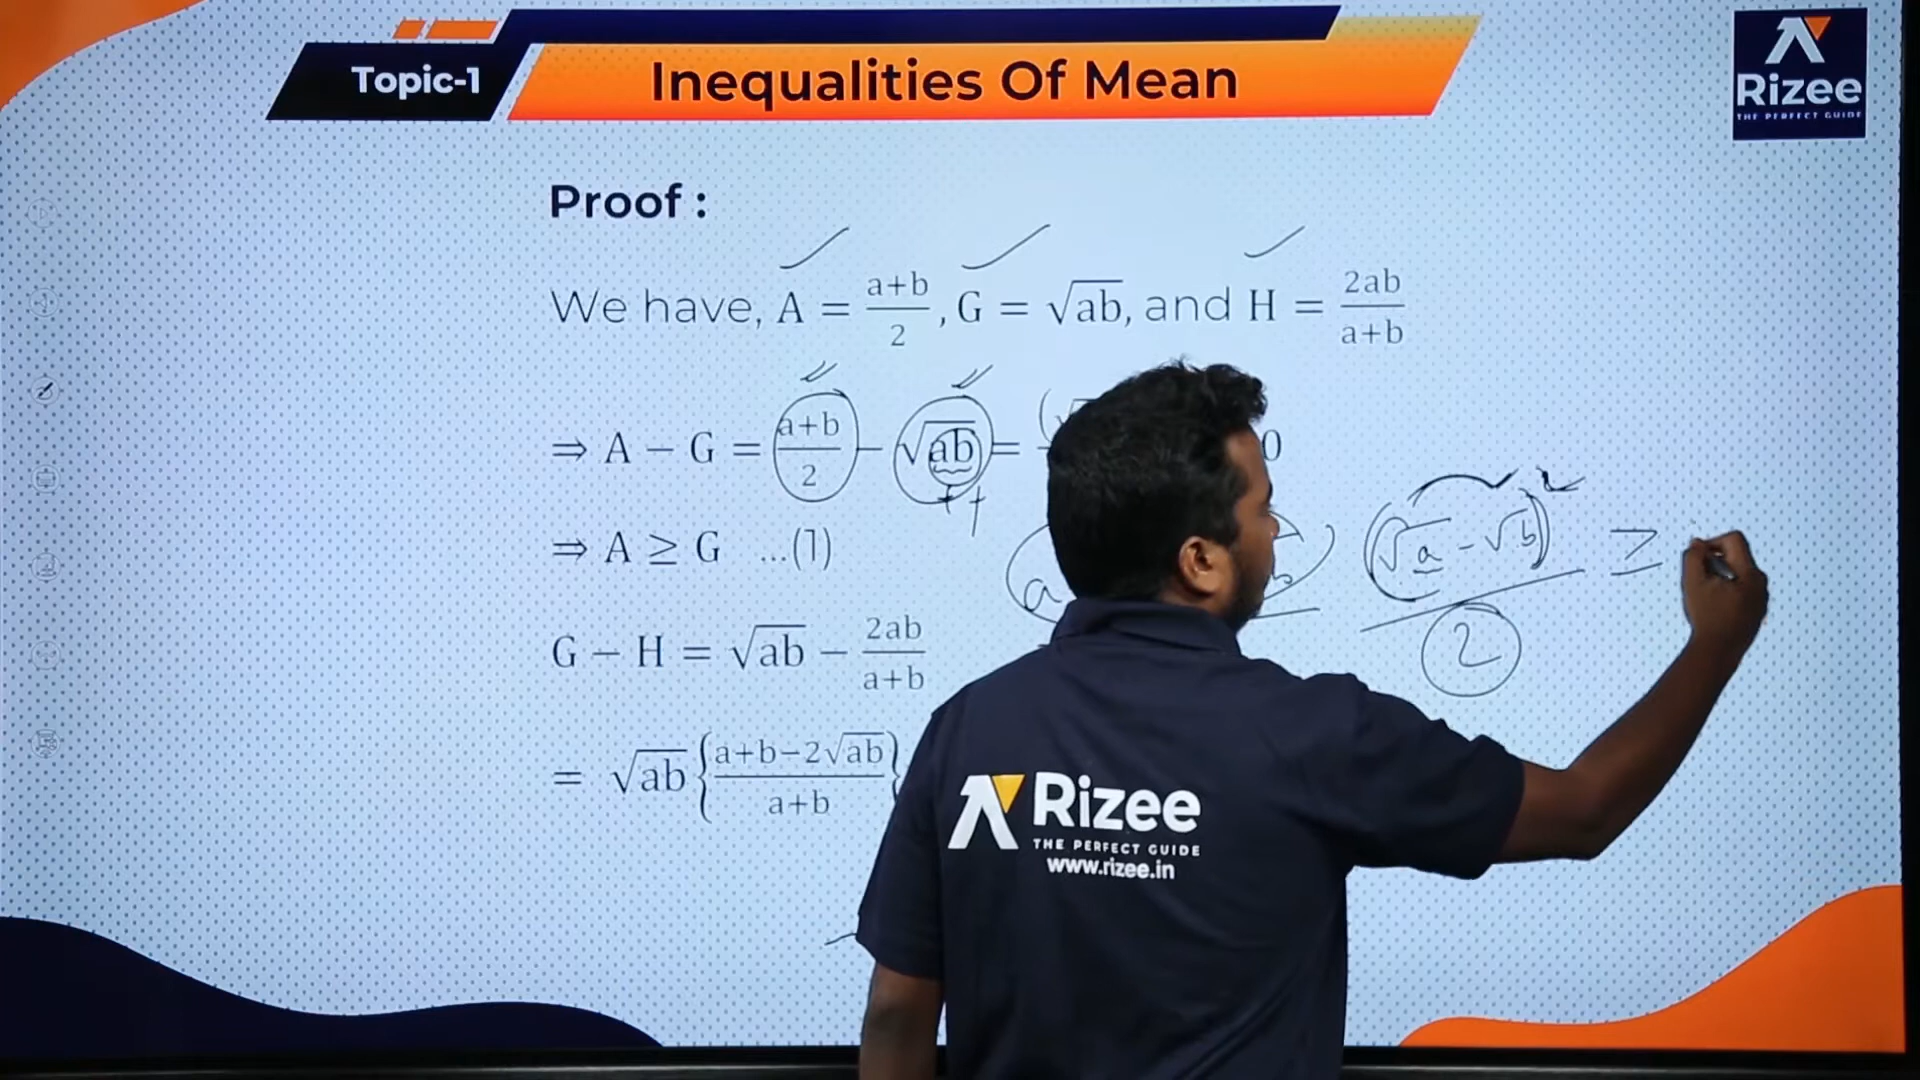 Topic-1
Inequalities Of Mean
Rizee
THE PERFECT GUIDE
Proof :
We have, A = a+b/2, G = √ab, and H = 2ab/a+b
⇒ A − G = a+b/2 − √ab = 0
⇒ A ≥ G ...(1)
a (√a - √b)² / 2 ≥
G − H = √ab − 2ab/a+b
= √ab {a+b−2√ab/a+b}
Rizee
THE PERFECT GUIDE
www.rizee.in